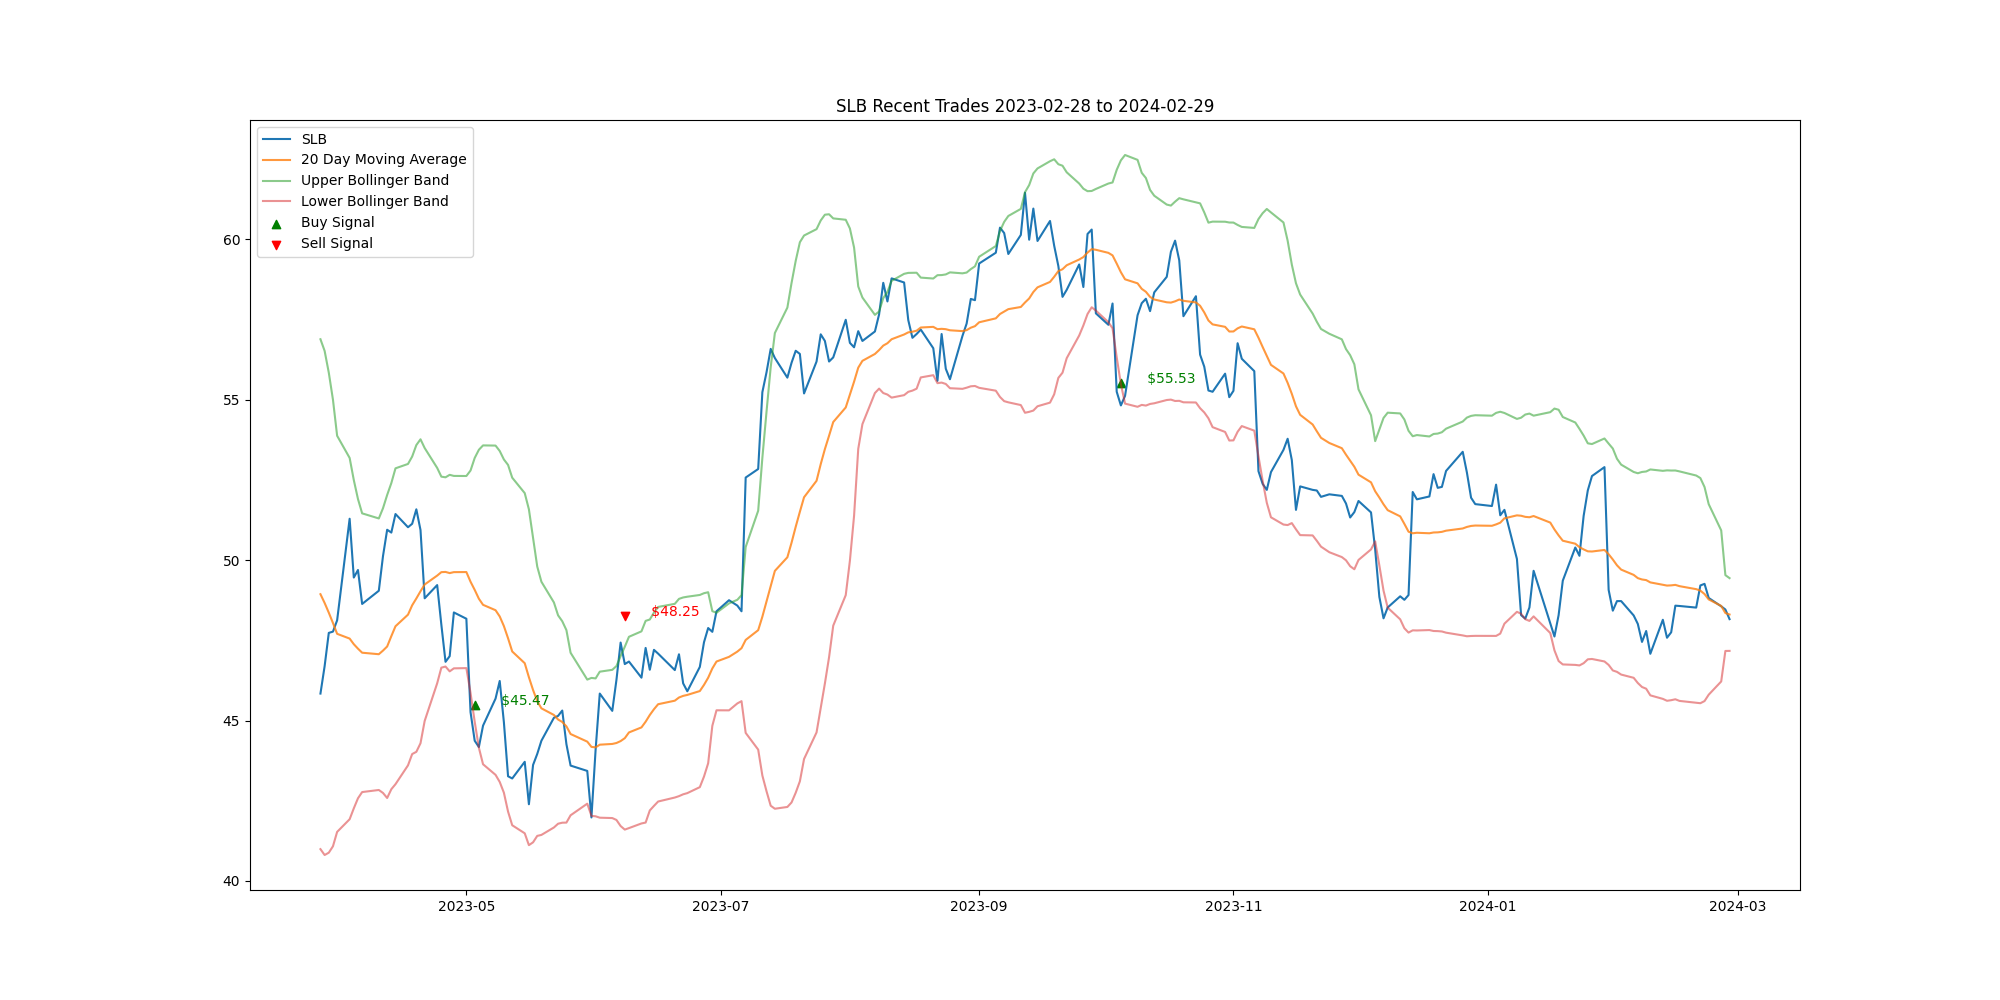 SLB Recent Trades 2023-02-28 to 2024-02-29
SLB
20 Day Moving Average
Upper Bollinger Band
Lower Bollinger Band
Buy Signal
Sell Signal
60
55
50
45
40
$55.53
$48.25
$45.47
2023-05
2023-07
2023-09
2023-11
2024-01
2024-03